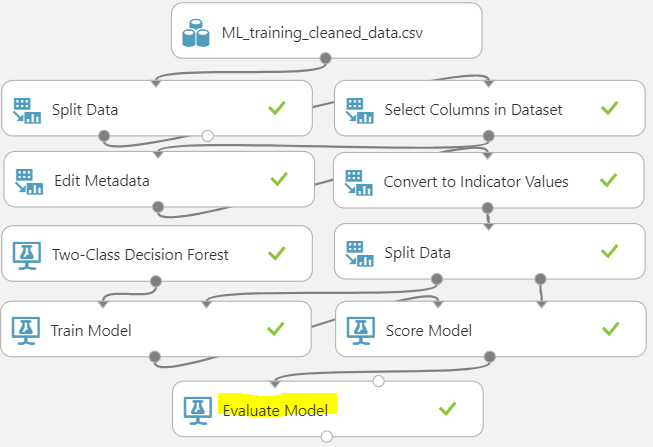 ML_training_cleaned_data.csv
Split Data
Select Columns in Dataset
Edit Metadata
Convert to Indicator Values
Two-Class Decision Forest
Split Data
Train Model
Score Model
Evaluate Model